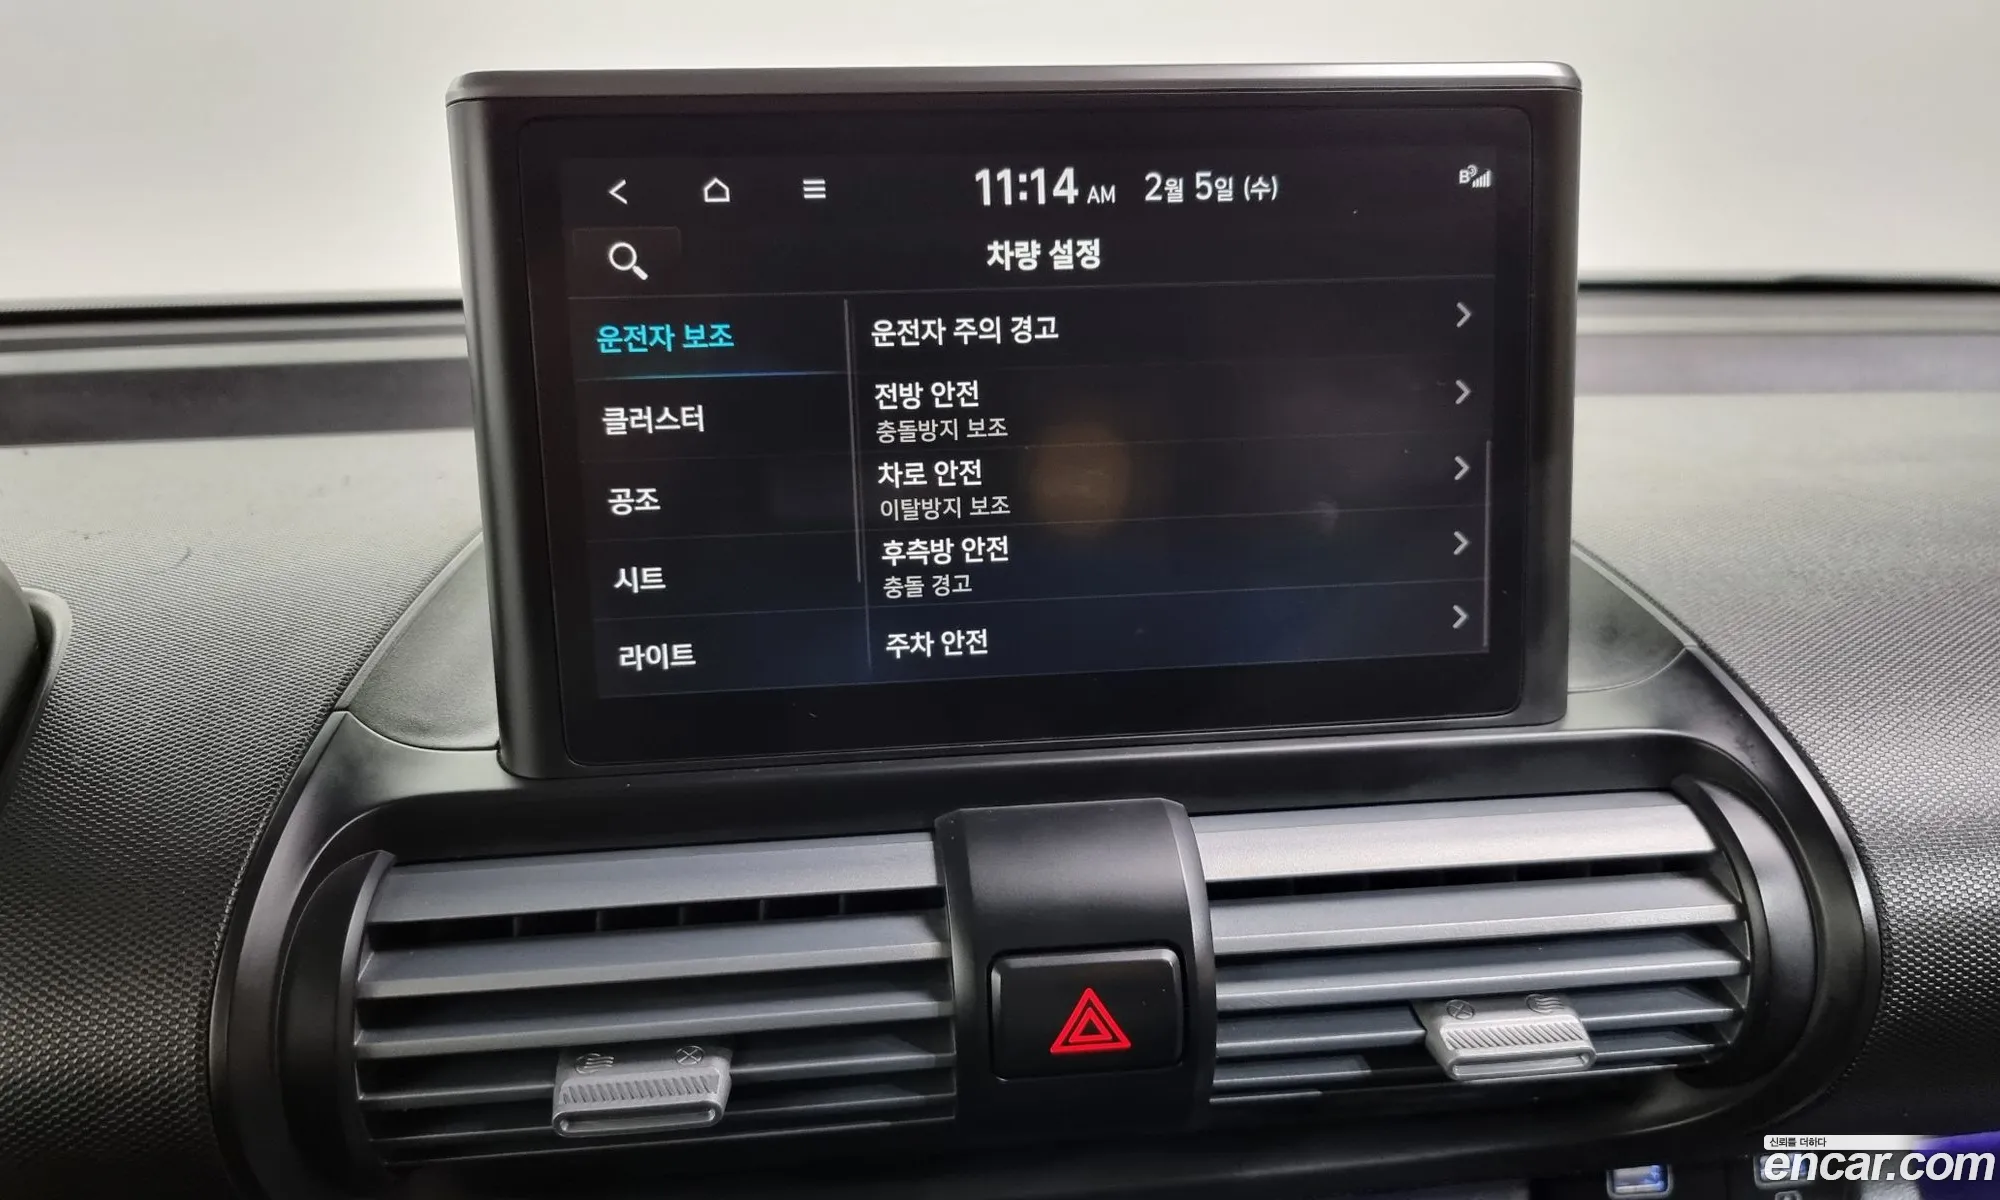 11:14 AM 2월 5일 (수)
차량 설정
운전자 보조
클러스터
공조
시트
라이트
운전자 주의 경고
전방 안전
충돌방지 보조
차로 안전
이탈방지 보조
후측방 안전
충돌 경고
주차 안전
신뢰를 더하다
encar.com